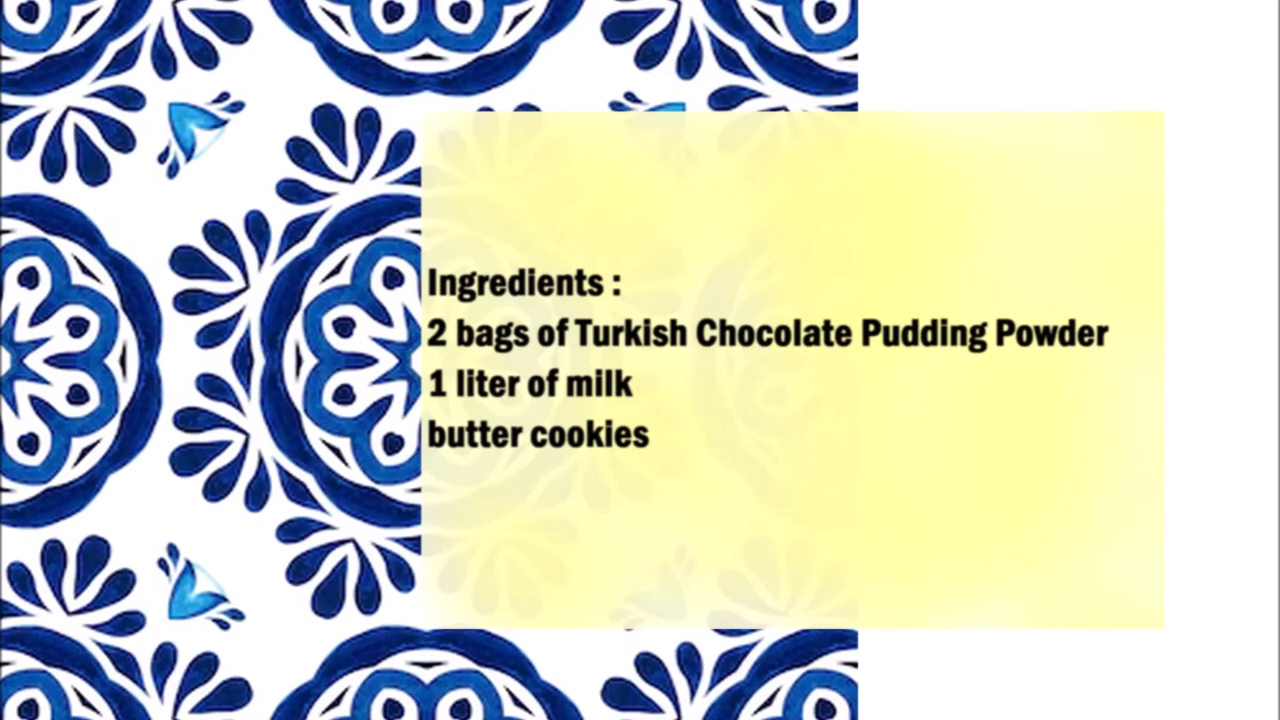 Ingredients :
2 bags of Turkish Chocolate Pudding Powder
1 liter of milk
butter cookies